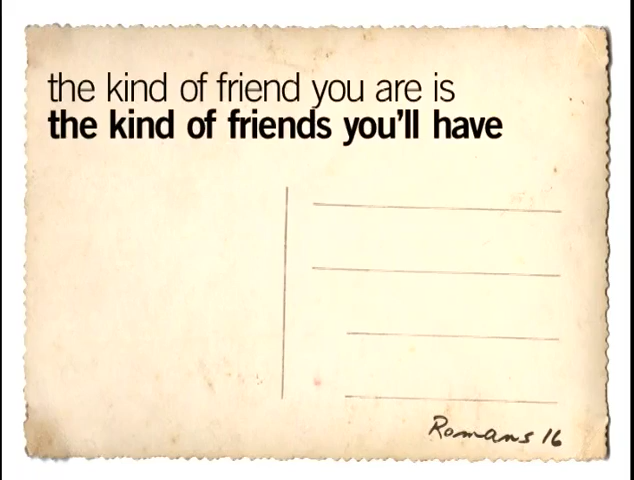 the kind of friend you are is
the kind of friends you'll have
Romans 16